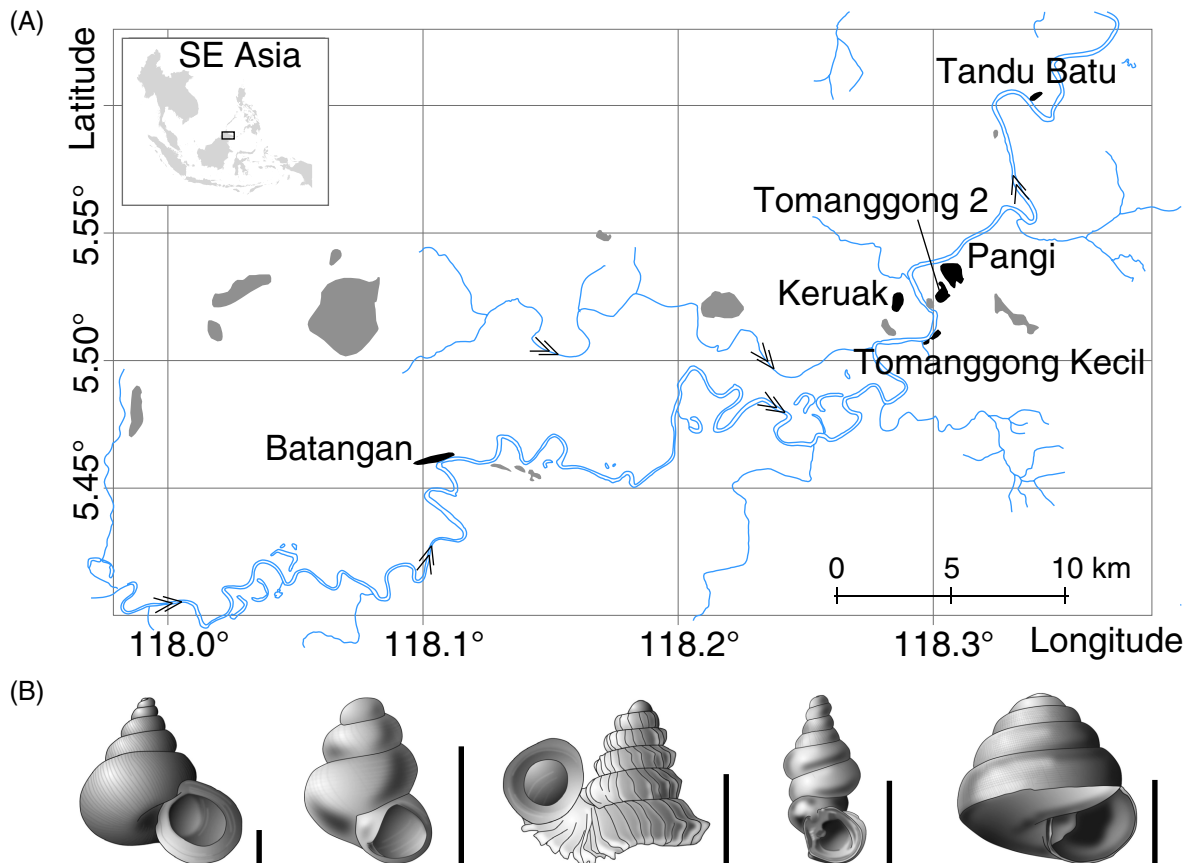 (A)
SE Asia
Latitude
5.55°
5.50°
5.45°
Tandu Batu
Tomanggong 2
Pangi
Keruak
Tomanggong Kecil
Batangan
0 5 10 km
118.0° 118.1° 118.2° 118.3° Longitude
(B)